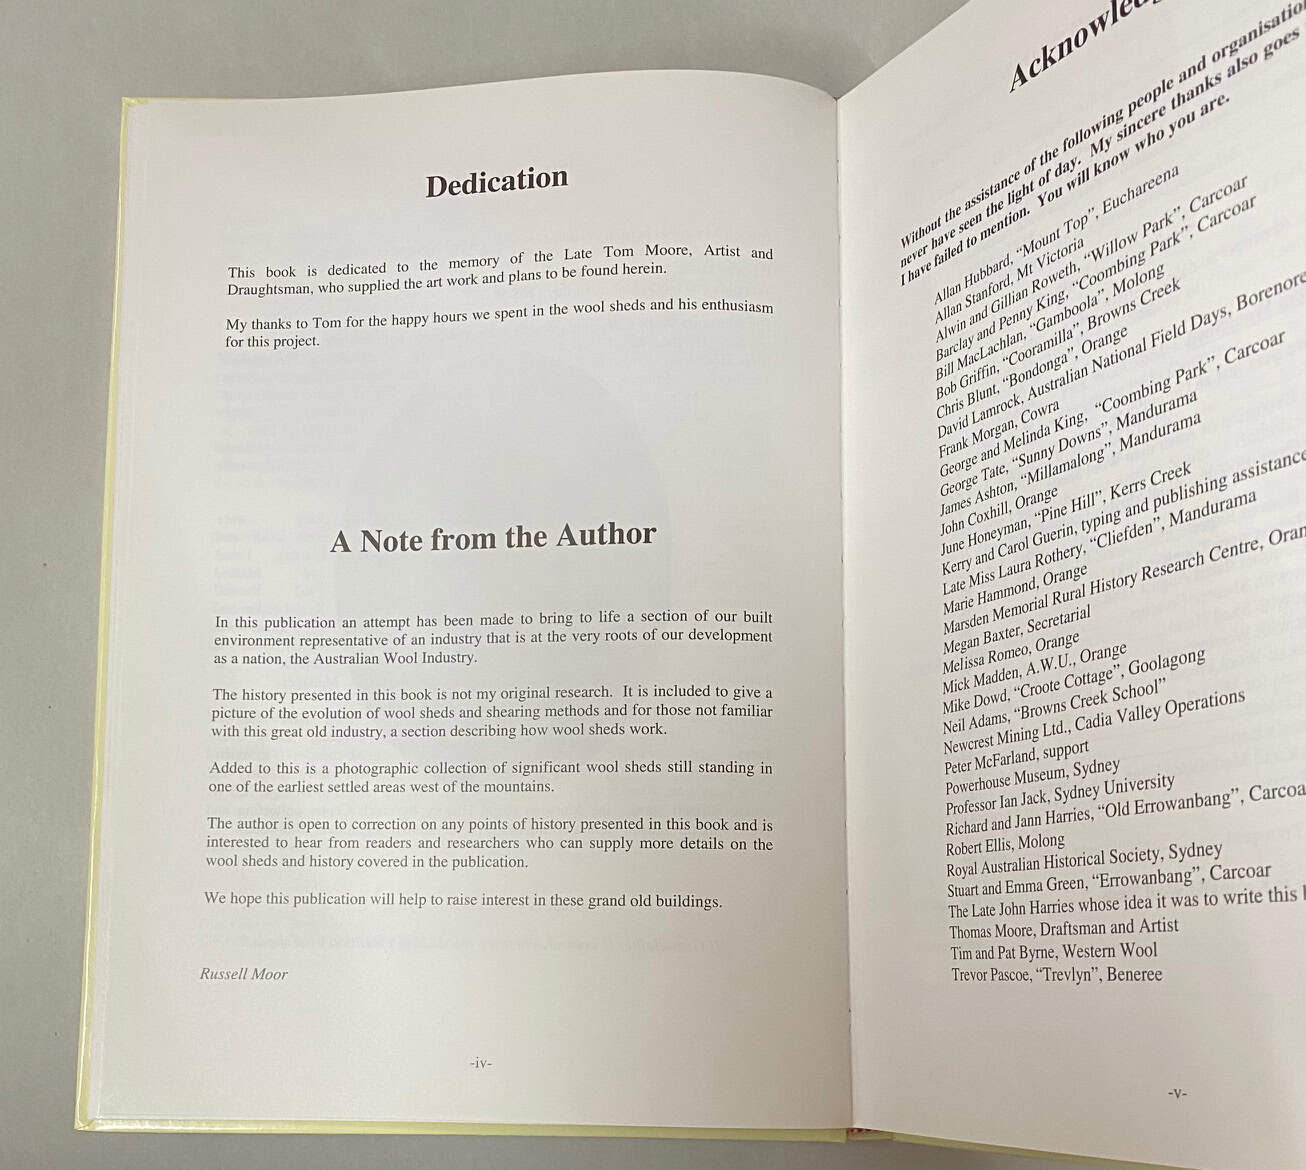 Dedication
This book is dedicated to the memory of the Late Tom Moore, Artist and
Draughtsman, who supplied the art work and plans to be found herein.
My thanks to Tom for the happy hours we spent in the wool sheds and his enthusiasm
for this project.
A Note from the Author
In this publication an attempt has been made to bring to life a section of our built
environment representative of an industry that is at the very roots of our development
as a nation, the Australian Wool Industry.
The history presented in this book is not my original research. It is included to give a
picture of the evolution of wool sheds and shearing methods and for those not familiar
with this great old industry, a section describing how wool sheds work.
Added to this is a photographic collection of significant wool sheds still standing in
one of the earliest settled areas west of the mountains.
The author is open to correction on any points of history presented in this book and is
interested to hear from readers and researchers who can supply more details on the
wool sheds and history covered in the publication.
We hope this publication will help to raise interest in these grand old buildings.
Russell Moor
-iv-
Without the assistance of the following people and
never have seen the light of day. My sincere thanks also goes
I have failed to mention. You will know who you are.
Allan Hubbard, “Mount Top”, Euchareena
Allan Stanford, Mt Victoria
Alwin and Gillian Roweth, “Willow Park”, Carcoar
Barclay and Penny King, “Coombing Park”, Carcoar
Bill MacLachlan, “Gamboola”, Molong
Bob Griffin, “Cooramilla”, Browns Creek
Chris Blunt, “Bondonga”, Orange
David Lamrock, Australian National Field Days, Borenore
Frank Morgan, Cowra
George and Melinda King, “Coombing Park”, Carcoar
George Tate, “Sunny Downs”, Mandurama
James Ashton, “Millamalong”, Mandurama
John Coxhill, Orange
June Honeyman, “Pine Hill”, Kerrs Creek
Kerry and Carol Guerin, typing and publishing assistance
Late Miss Laura Rothery, “Cliefden”, Mandurama
Marie Hammond, Orange
Marsden Memorial Rural History Research Centre,
Megan Baxter, Secretarial
Melissa Romeo, Orange
Mick Madden, A.W.U., Orange
Mike Dowd, “Croote Cottage”, Goolagong
Neil Adams, “Browns Creek School”
Newcrest Mining Ltd., Cadia Valley Operations
Peter McFarland, support
Powerhouse Museum, Sydney
Professor Ian Jack, Sydney University
Richard and Jann Harries, “Old Errowanbang”,
Robert Ellis, Molong
Royal Australian Historical Society, Sydney
Stuart and Emma Green, “Errowanbang”, Carcoar
The Late John Harries whose idea it was to write this
Thomas Moore, Draftsman and Artist
Tim and Pat Byrne, Western Wool
Trevor Pascoe, “Trevlyn”, Beneree
-v-